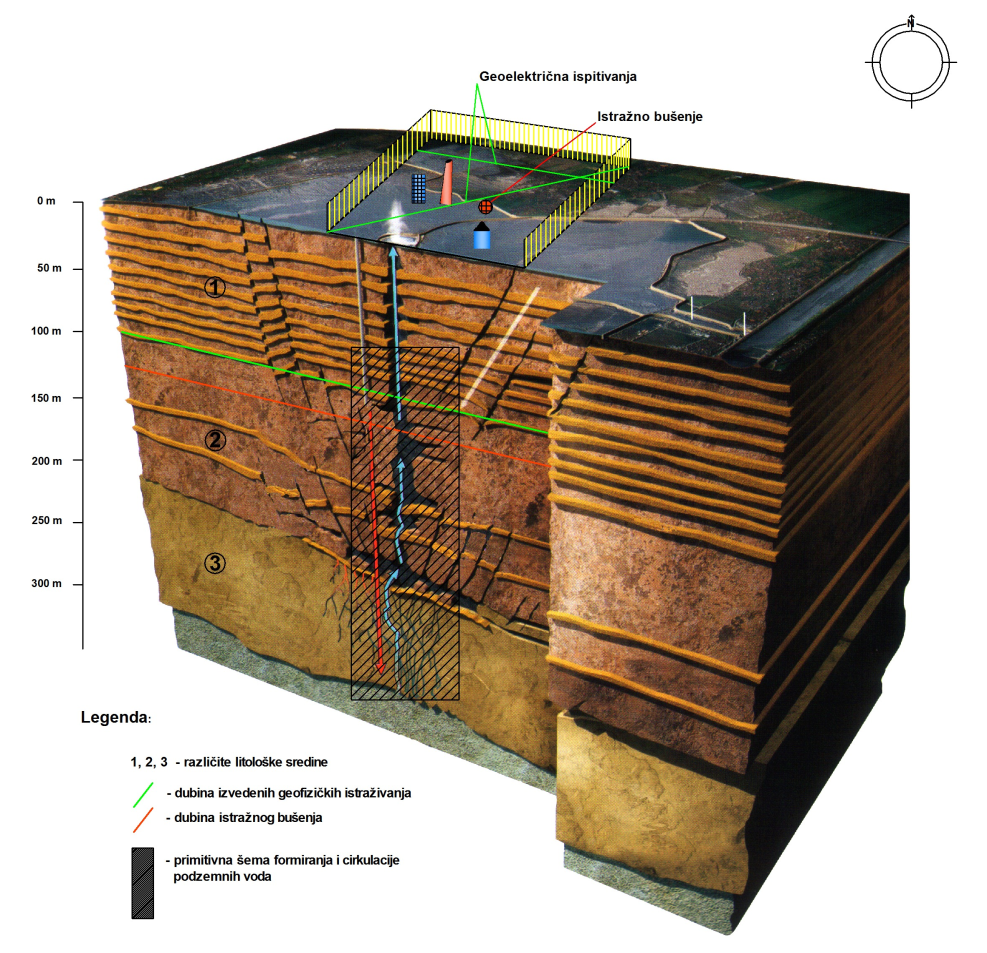 N
Geoelektrična ispitivanja
Istražno bušenje
0 m
50 m
1
100 m
150 m
2
200 m
250 m
3
300 m
Legenda:
1, 2, 3 - različite litološke sredine
- dubina izvedenih geofizičkih istraživanja
- dubina istražnog bušenja
- primitivna šema formiranja i cirkulacije
podzemnih voda